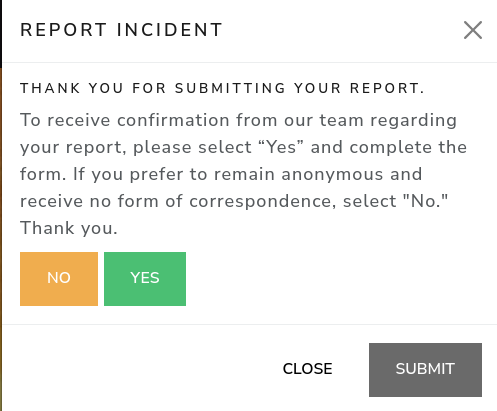 REPORT INCIDENT
THANK YOU FOR SUBMITTING YOUR REPORT.
To receive confirmation from our team regarding
your report, please select “Yes” and complete the
form. If you prefer to remain anonymous and
receive no form of correspondence, select "No."
Thank you.
NO YES
CLOSE SUBMIT